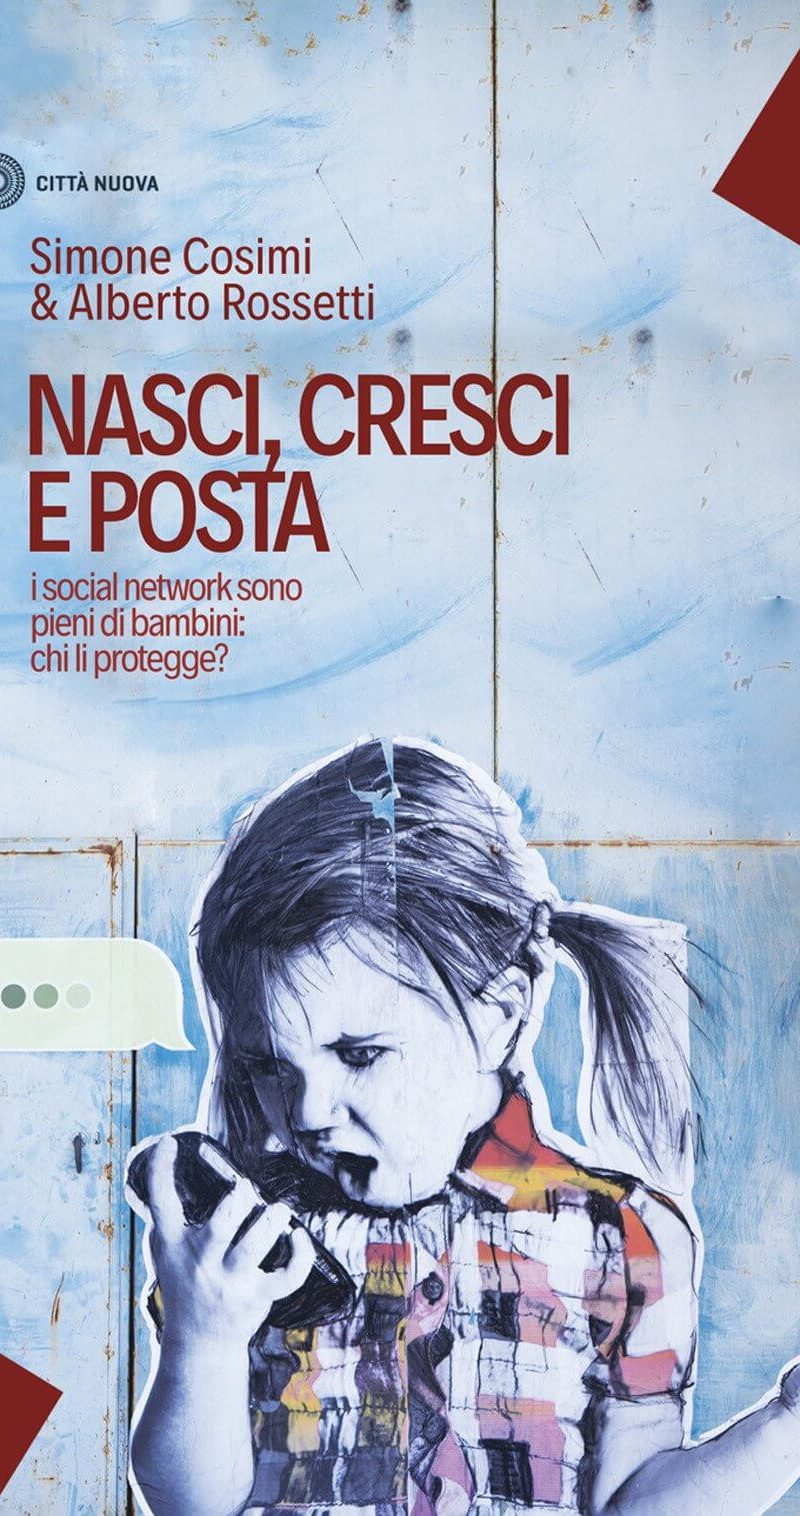 CITTÀ NUOVA
Simone Cosimi
& Alberto Rossetti
NASCI, CRESCI
E POSTA
i social network sono
pieni di bambini:
chi li protegge?